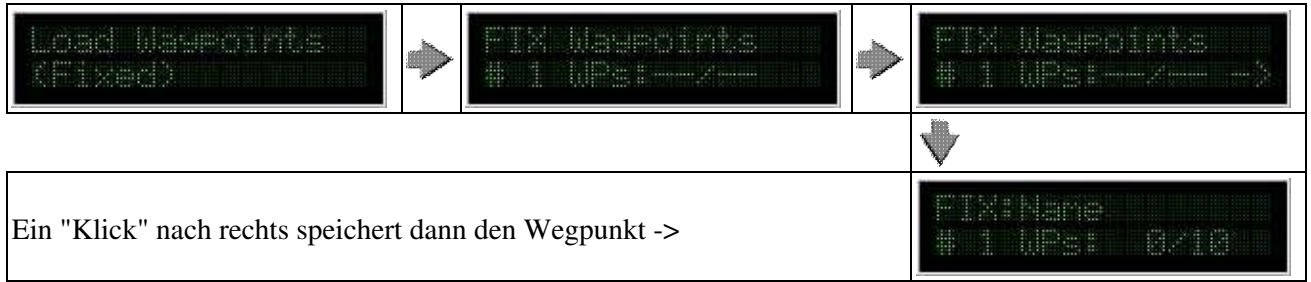 Load Waypoints
(Fixed)
FIX Waypoints
# 1 WPs:--/--
FIX Waypoints
# 1 WPs:--/-- ->
Ein "Klick" nach rechts speichert dann den Wegpunkt ->
FIX:Name
# 1 WPs: 0/10